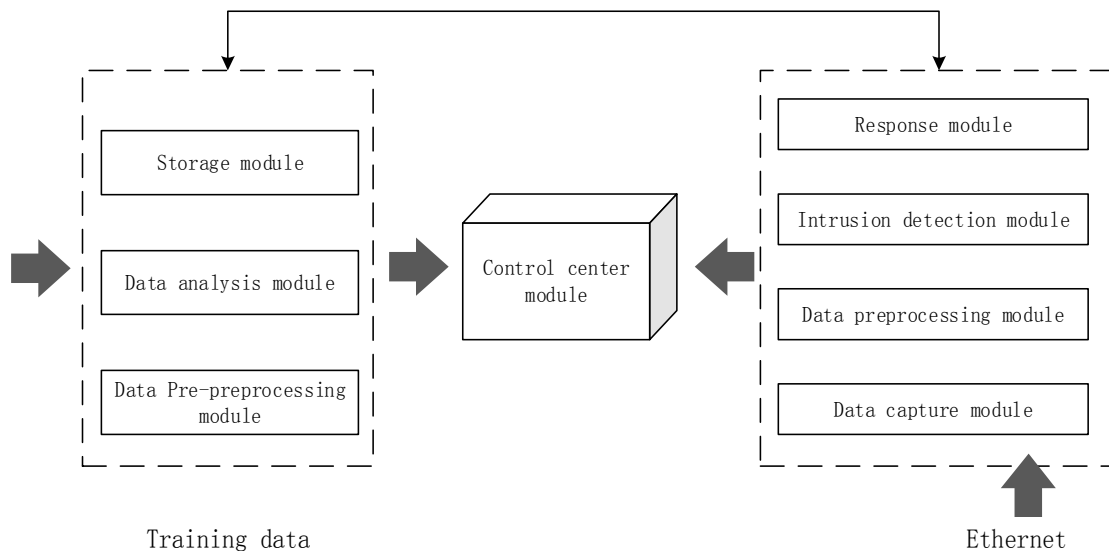 Storage module
Data analysis module
Data Pre-preprocessing
module
Control center
module
Response module
Intrusion detection module
Data preprocessing module
Data capture module
Training data
Ethernet